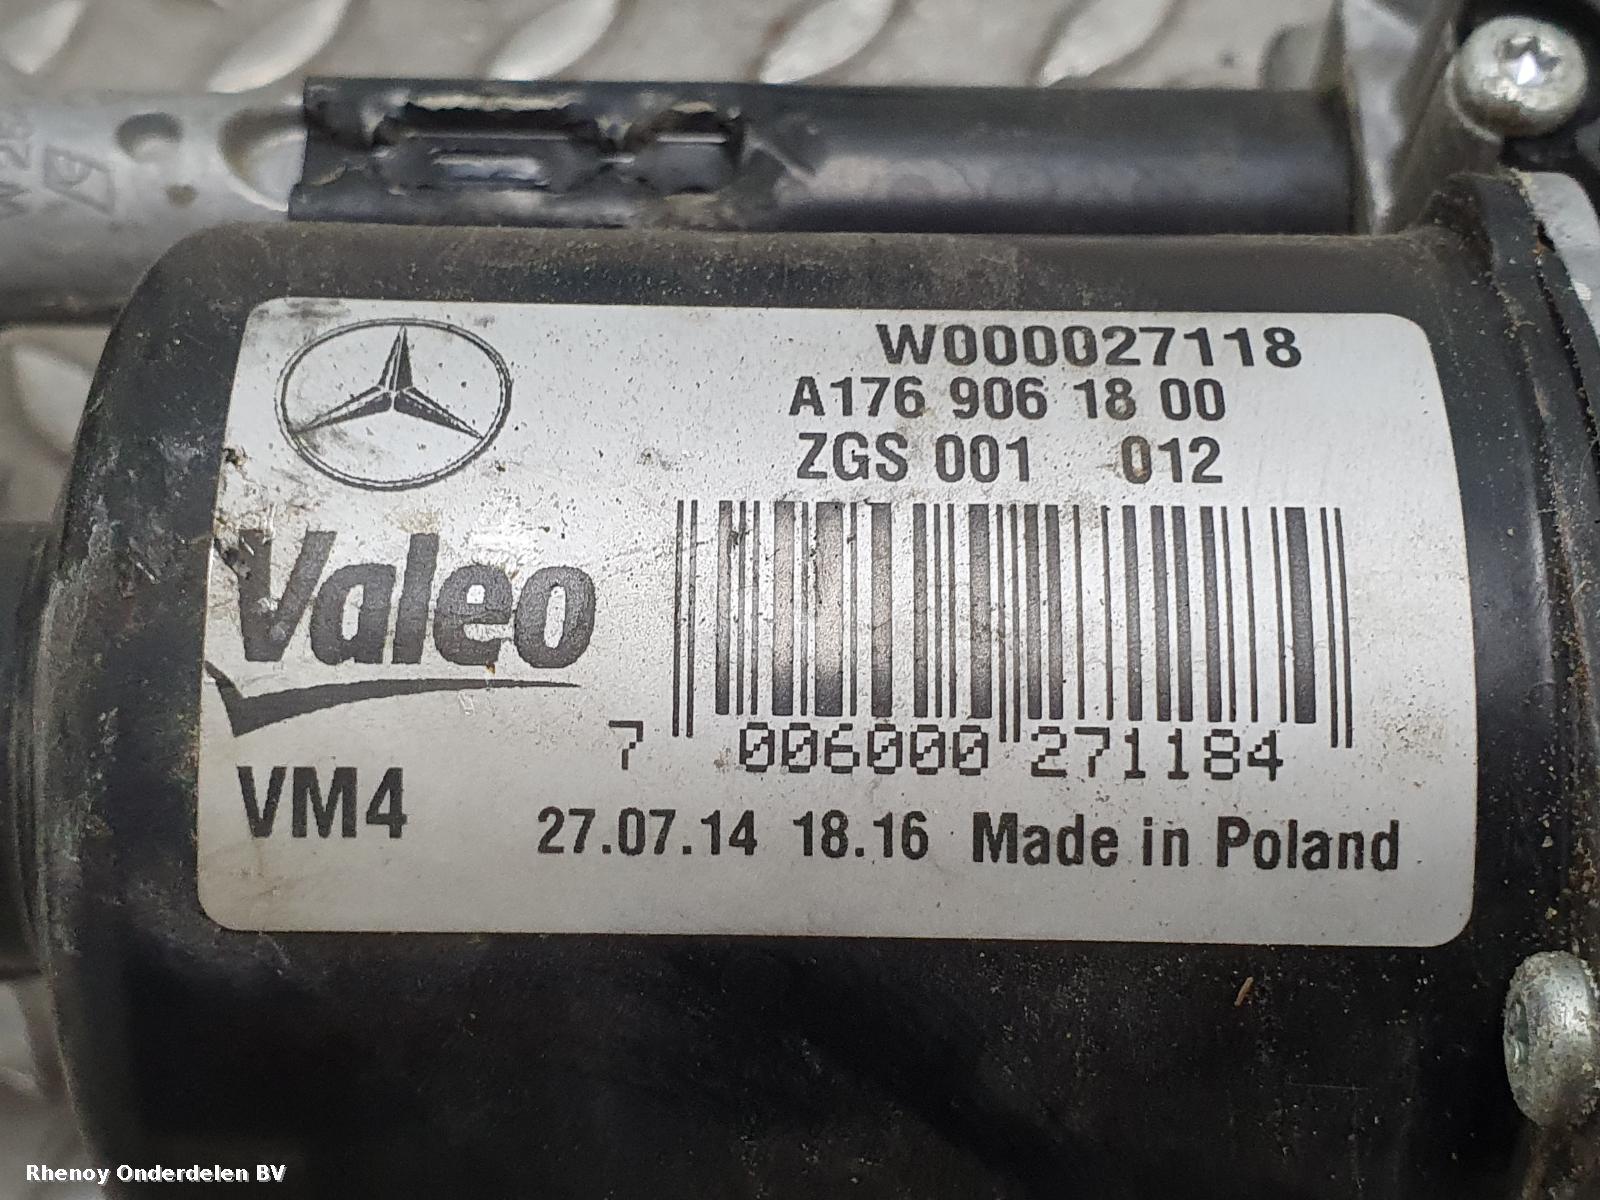 W000027118
A176 906 18 00
ZGS 001 012
Valeo
7 006000 271184
VM4
27.07.14 18.16 Made in Poland
Rhenoy Onderdelen BV